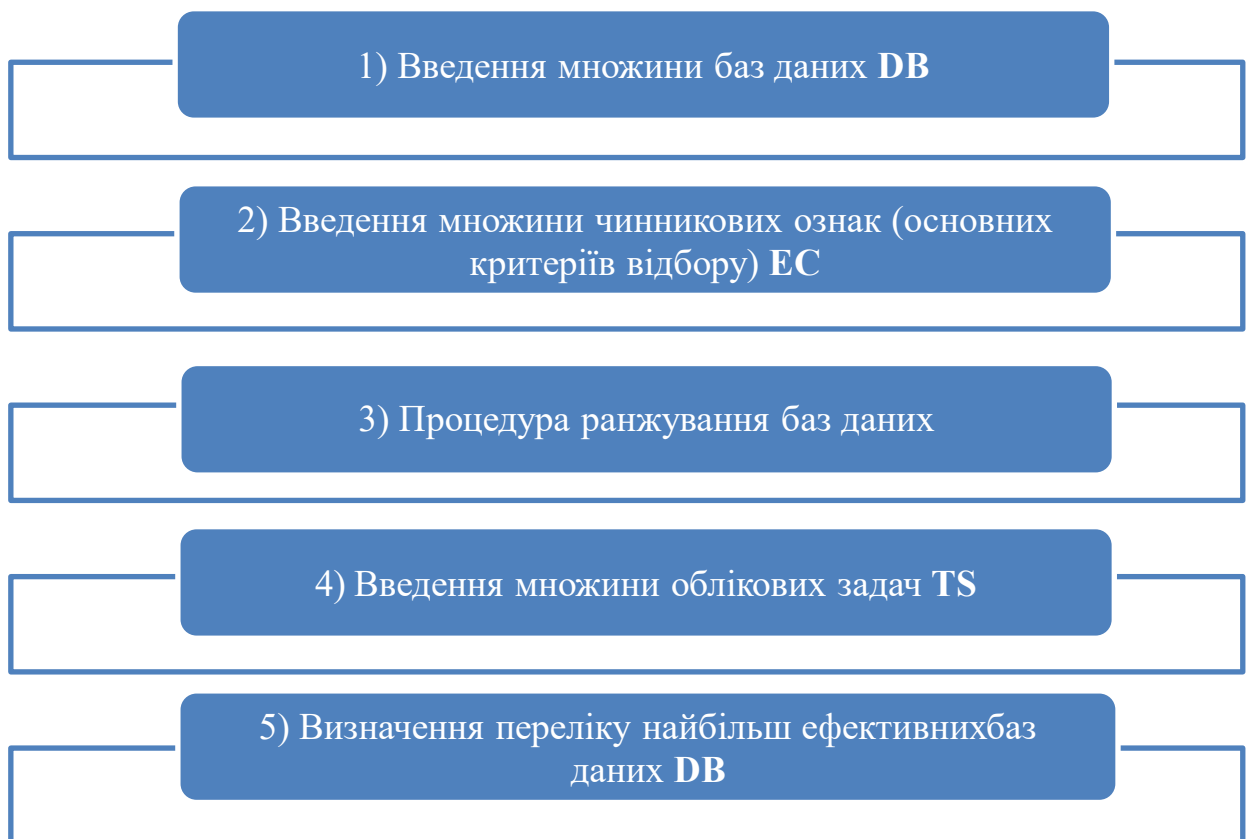 1) Введення множини баз даних DB
2) Введення множини чинникових ознак (основних
критеріїв відбору) EC
3) Процедура ранжування баз даних
4) Введення множини облікових задач TS
5) Визначення переліку найбільш ефективнихбаз
даних DB